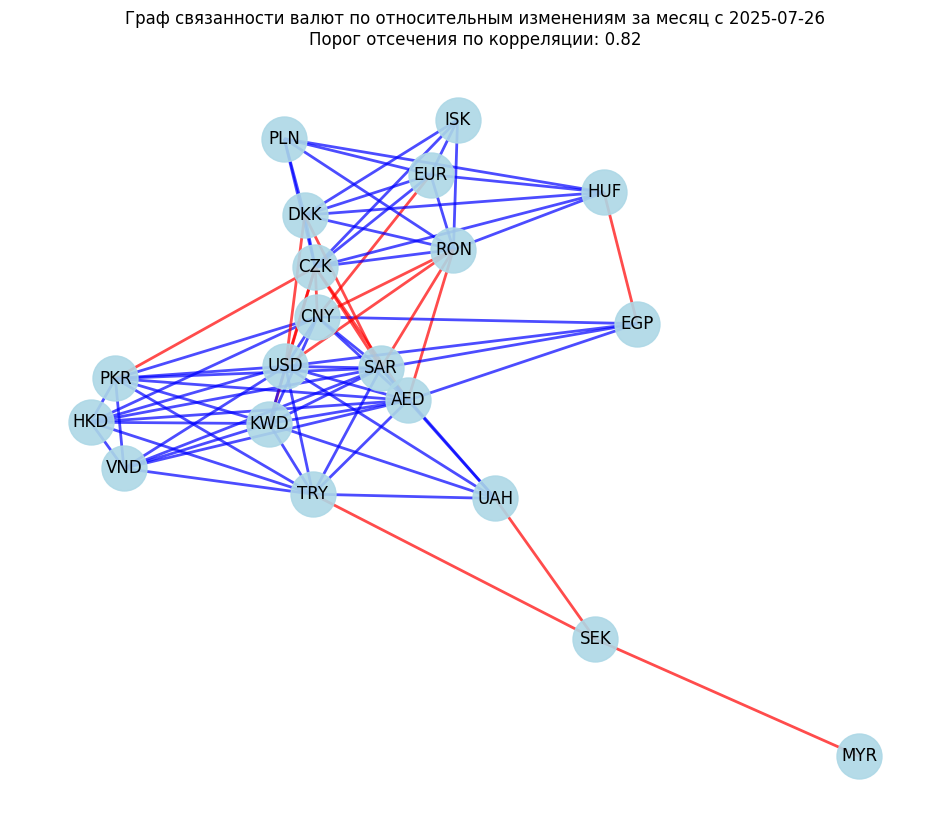 Граф связанности валют по относительным изменениям за месяц с 2025-07-26
Порог отсечения по корреляции: 0.82
ISK
PLN
EUR
HUF
DKK
RON
CZK
CNY
EGP
USD
SAR
PKR
AED
HKD
KWD
VND
TRY
UAH
SEK
MYR